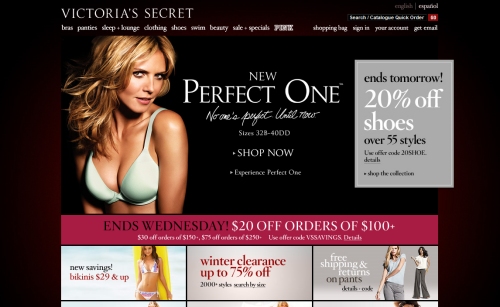 VICTORIA'S SECRET
english | español
Search / Catalogue Quick Order GO
bras panties sleep + lounge clothing shoes swim beauty sale + specials PINK shopping bag sign in your account get email
NEW
PERFECT ONE™
No one's perfect. Until now.
Sizes 32B-40DD
SHOP NOW
Experience Perfect One
ends tomorrow!
20% off
shoes
over 55 styles
Use offer code 20SHOE.
details
shop the collection
ENDS WEDNESDAY! $20 OFF ORDERS OF $100+
$30 off orders of $150+, $75 off orders of $250+ Use offer code VSSAVINGS. Details
new savings!
bikinis $29 & up
winter clearance
up to 75% off
2000+ styles search by size
free
shipping &
returns
on pants
details + code